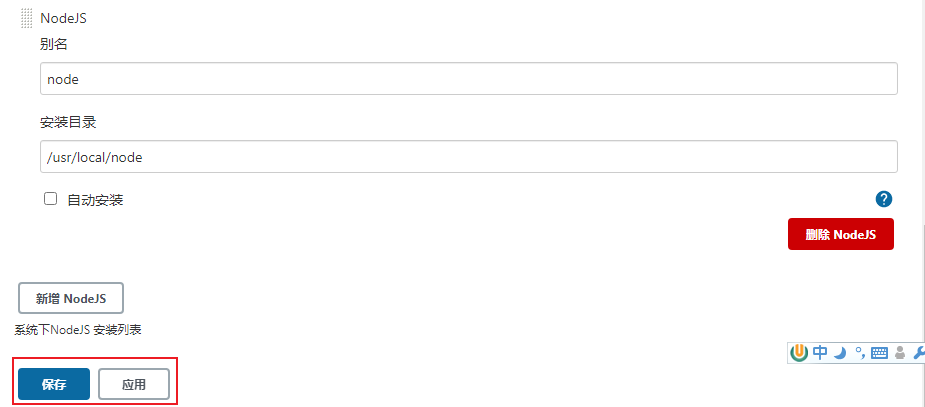 NodeJS
别名
node
安装目录
/usr/local/node
自动安装
?
删除 NodeJS
新增 NodeJS
系统下NodeJS 安装列表
中
保存 应用